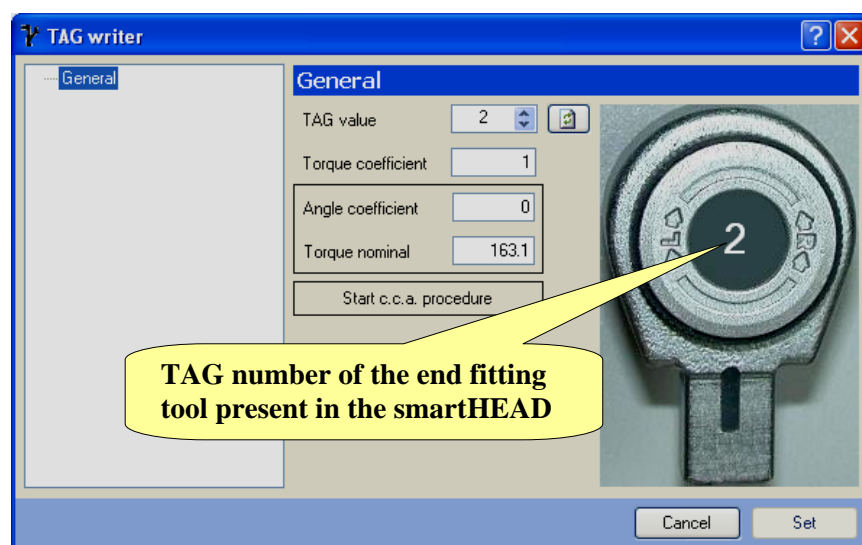 TAG writer
General
General
TAG value 2
Torque coefficient 1
Angle coefficient 0
Torque nominal 163.1
Start c.c.a. procedure
L 2 R
TAG number of the end fitting
tool present in the smartHEAD
Cancel Set